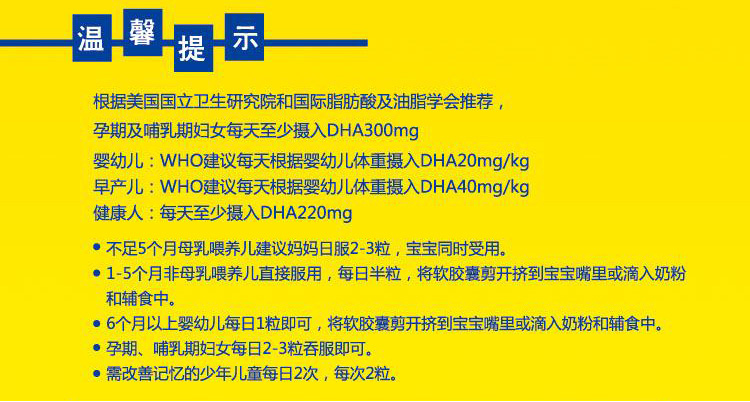 温馨提示
根据美国国立卫生研究院和国际脂肪酸及油脂学会推荐，
孕期及哺乳期妇女每天至少摄入DHA300mg
婴幼儿：WHO建议每天根据婴幼儿体重摄入DHA20mg/kg
早产儿：WHO建议每天根据婴幼儿体重摄入DHA40mg/kg
健康人：每天至少摄入DHA220mg
● 不足5个月母乳喂养儿建议妈妈日服2-3粒，宝宝同时受用。
● 1-5个月非母乳喂养儿直接服用，每日半粒，将软胶囊剪开挤到宝宝嘴里或滴入奶粉
和辅食中。
● 6个月以上婴幼儿每日1粒即可，将软胶囊剪开挤到宝宝嘴里或滴入奶粉和辅食中。
● 孕期、哺乳期妇女每日2-3粒吞服即可。
● 需改善记忆的少年儿童每日2次，每次2粒。